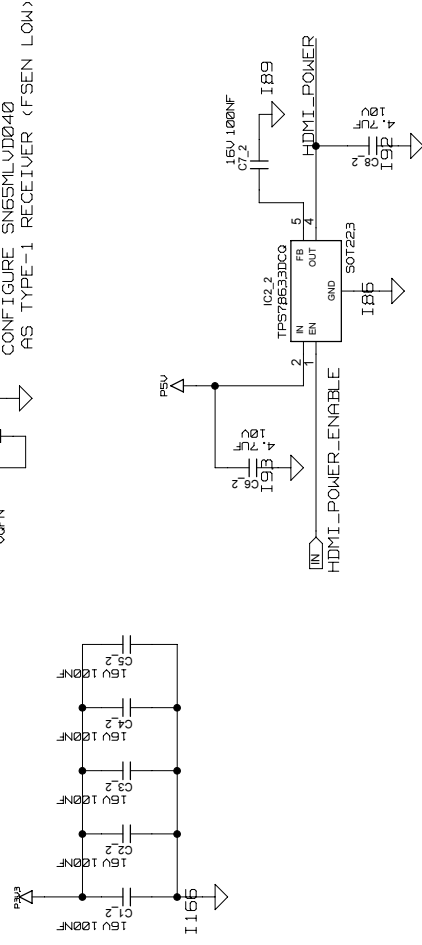 CONFIGURE SN65MLVD040
AS TYPE-1 RECEIVER (FSEN LOW)
VQFN
P5V
C6_2
4.7UF
10V
I93
IN
HDMI_POWER_ENABLE
IC2_2
TPS78633DCQ
2
IN
1
EN
FB
5
OUT
4
GND
SOT223
I86
16V 100NF
C7_2
I89
HDMI_POWER
C8_2
4.7UF
10V
I92
P3V3
C1_2
16V 100NF
C2_2
16V 100NF
C3_2
16V 100NF
C4_2
16V 100NF
C5_2
16V 100NF
I166